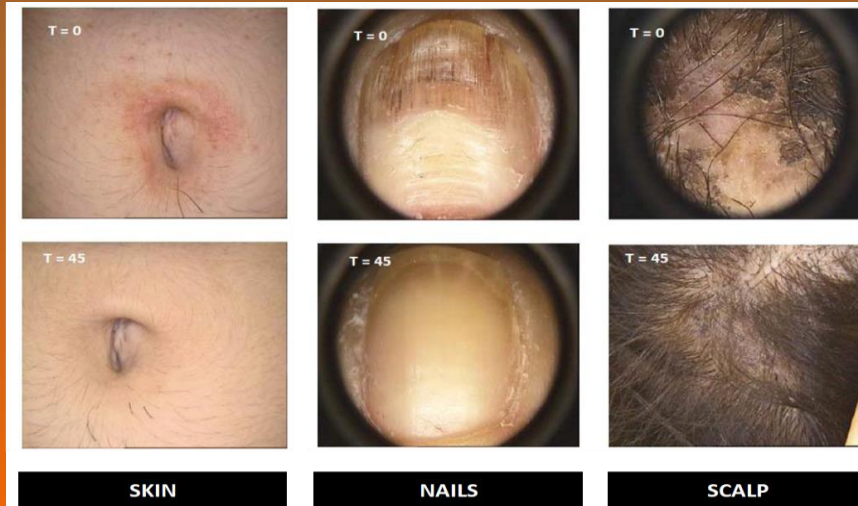 T = 0
T = 0
T = 0
T = 45
T = 45
T = 45
SKIN
NAILS
SCALP